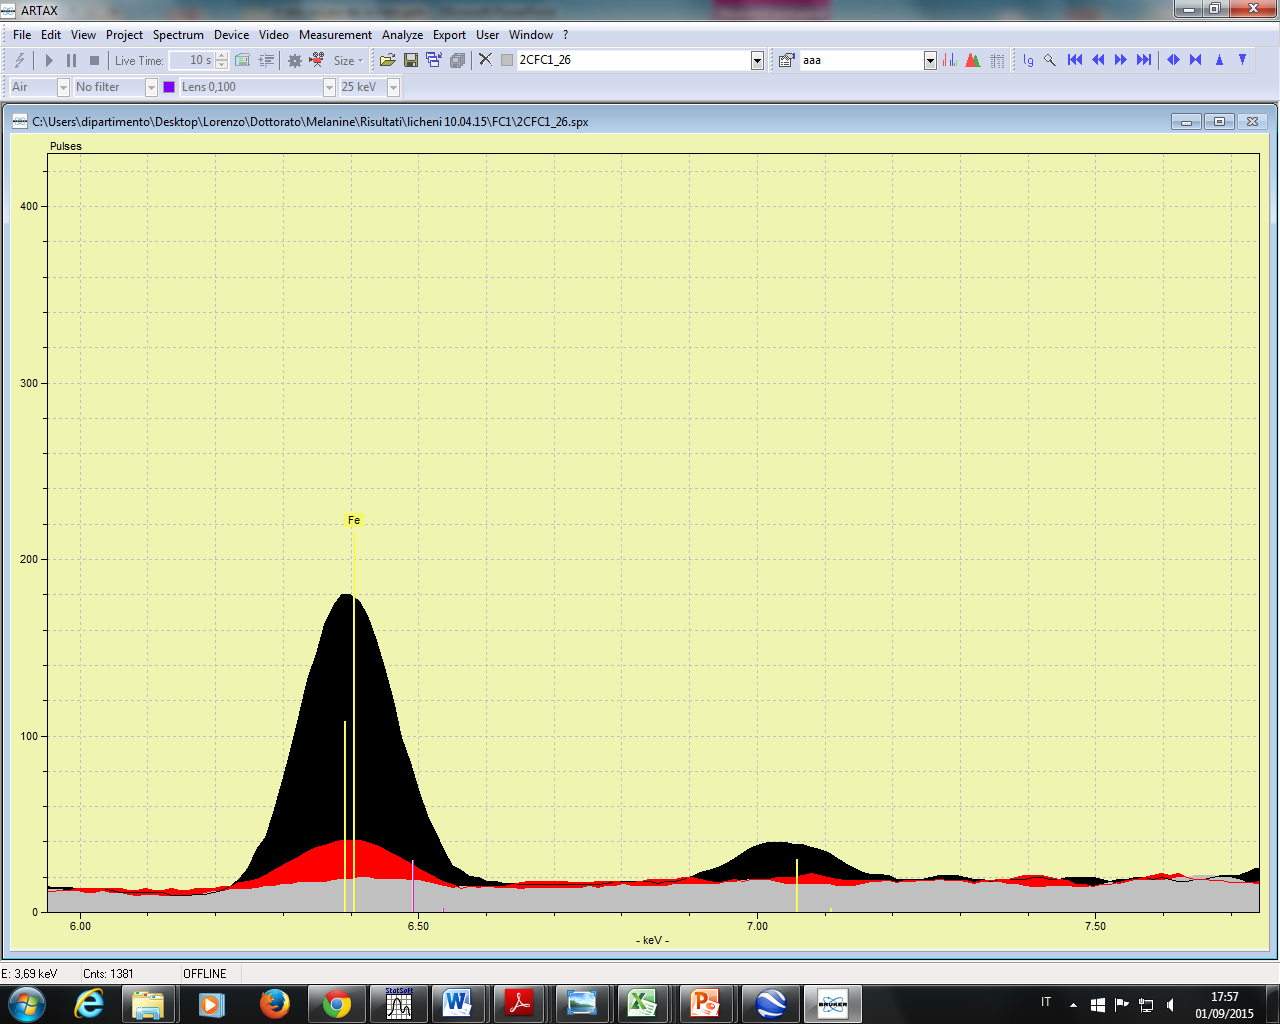 ARTAX
File Edit View Project Spectrum Device Video Measurement Analyze Export User Window ?
Live Time: 10 s Size 2CFC1_26 aaa lg
Air No filter Lens 0,100 25 keV
C:\Users\dipartimento\Desktop\Lorenzo\Dottorato\Melanine\Risultati\licheni 10.04.15\FC1\2CFC1_26.spx
Pulses
400
300
200
100
0
Fe
6.00 6.50 7.00 7.50
- keV -
E: 3,69 keV Cnts: 1381 OFFLINE
StatSoft
BRUKER
IT
17:57
01/09/2015